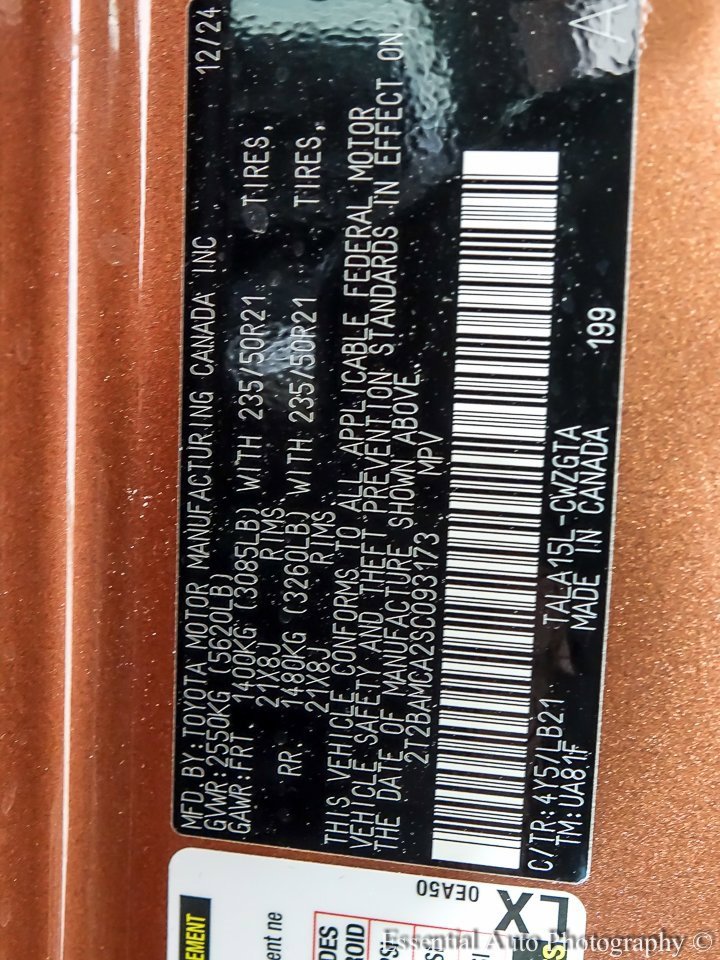 12/24
MFD. BY: TOYOTA MOTOR MANUFACTURING CANADA INC
GVWR: 2550KG (5620LB)
GAWR: FRT 1400KG (3085LB) WITH 235/50R21 TIRES,
21X8J RIMS
RR. 1480KG (3260LB) WITH 235/50R21 TIRES,
21X8J RIMS
THIS VEHICLE CONFORMS TO ALL APPLICABLE FEDERAL MOTOR
VEHICLE SAFETY AND THEFT PREVENTION STANDARDS IN EFFECT ON
THE DATE OF MANUFACTURE SHOWN ABOVE.
2T2BAMCA2SC093173 MPV
C/TR: 4Y5/LB21 TALA15L-CWZGTA 199
TM: UA81F MADE IN CANADA
A
0EA50
Essential Auto Photography ©